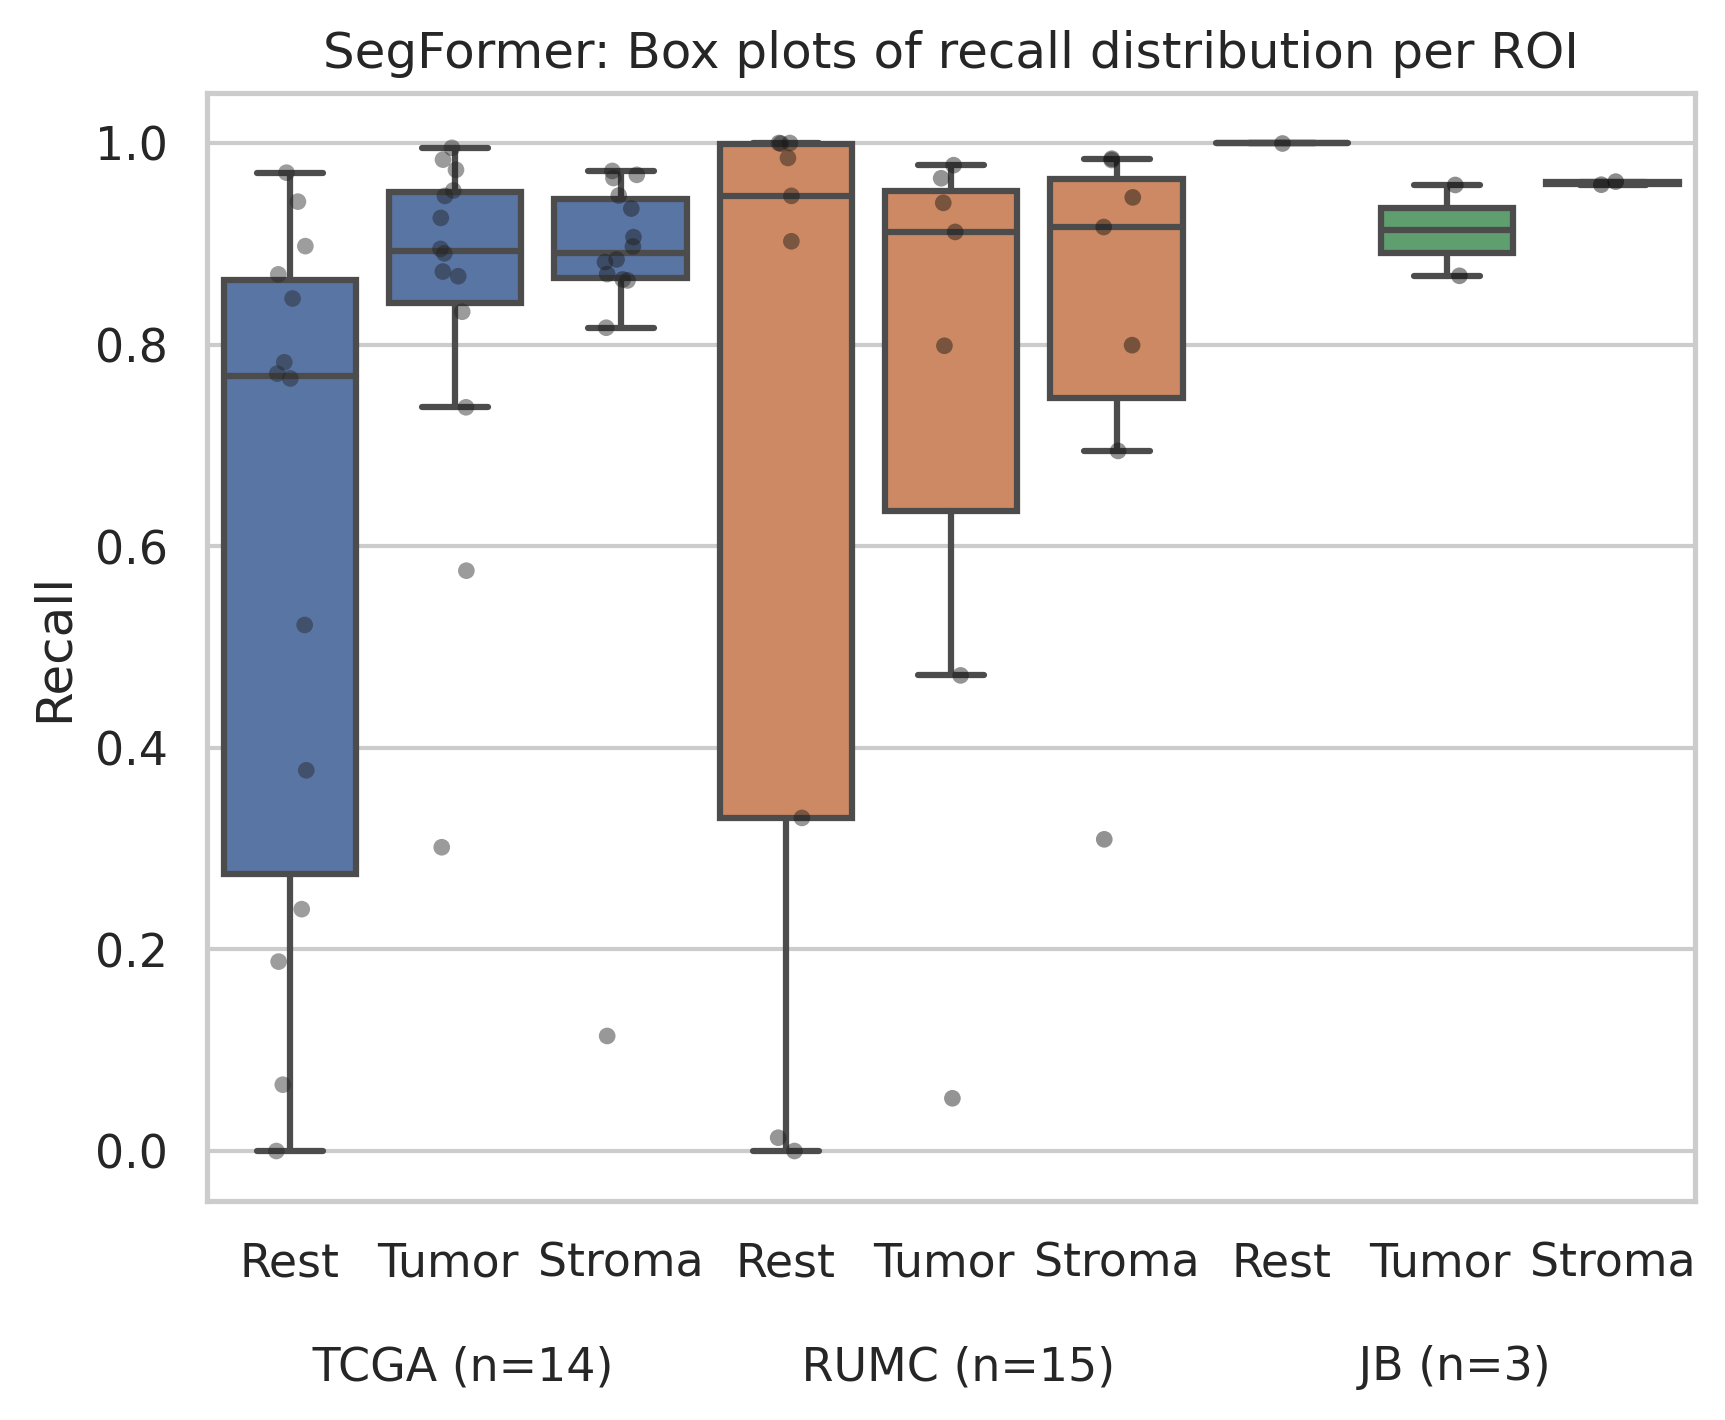 SegFormer: Box plots of recall distribution per ROI
Recall
1.0
0.8
0.6
0.4
0.2
0.0
Rest Tumor Stroma Rest Tumor Stroma Rest Tumor Stroma
TCGA (n=14) RUMC (n=15) JB (n=3)